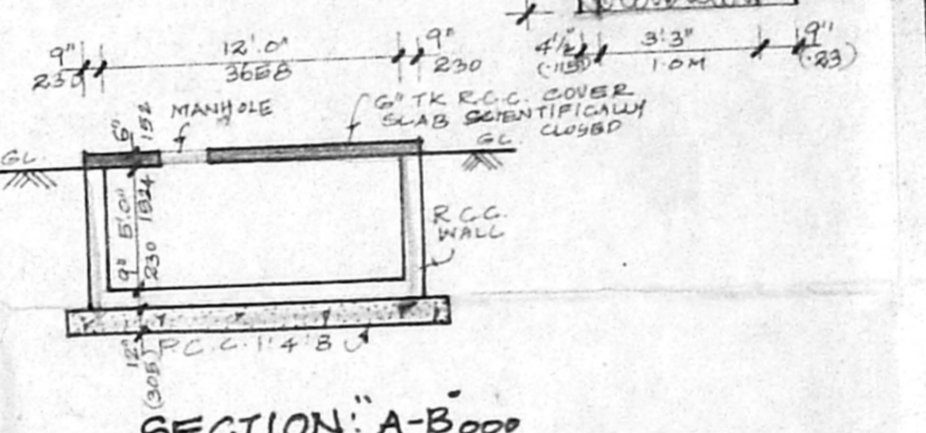 9" 12'.0" 9" 4½" 3'3" 9"
230 3658 230 (.115) 1.0M (.23)
MANHOLE
6" TK R.C.C. COVER
SLAB SCIENTIFICALLY
CLOSED
6" 152
GL
GL
5'.0" 1524
9" 230
R.C.C.
WALL
P.C.C. 1:4:8
12"
(305)
SECTION:" A-B